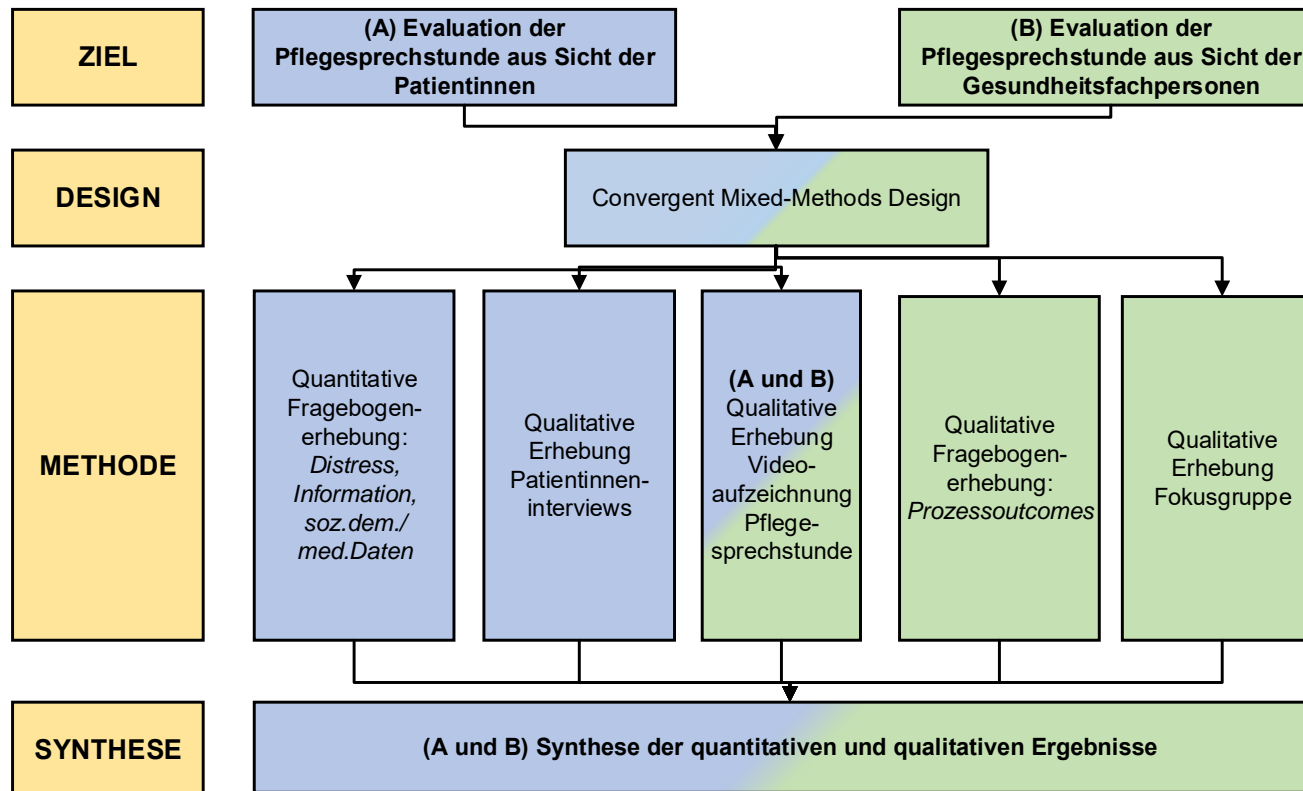 ZIEL
(A) Evaluation der
Pflegesprechstunde aus Sicht der
Patientinnen
(B) Evaluation der
Pflegesprechstunde aus Sicht der
Gesundheitsfachpersonen
DESIGN
Convergent Mixed-Methods Design
METHODE
Quantitative
Fragebogen-
erhebung:
Distress,
Information,
soz.dem./
med.Daten
Qualitative
Erhebung
Patientinnen-
interviews
(A und B)
Qualitative
Erhebung
Video-
aufzeichnung
Pflege-
sprechstunde
Qualitative
Fragebogen-
erhebung:
Prozessoutcomes
Qualitative
Erhebung
Fokusgruppe
SYNTHESE
(A und B) Synthese der quantitativen und qualitativen Ergebnisse